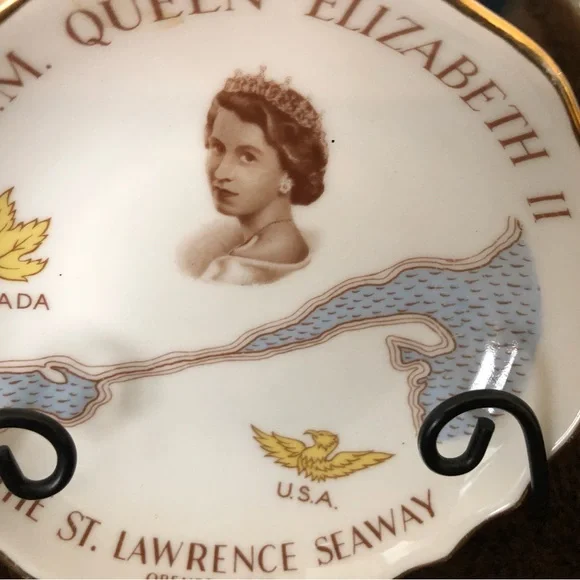 .M. QUEEN ELIZABETH II
ADA
U.S.A.
THE ST. LAWRENCE SEAWAY